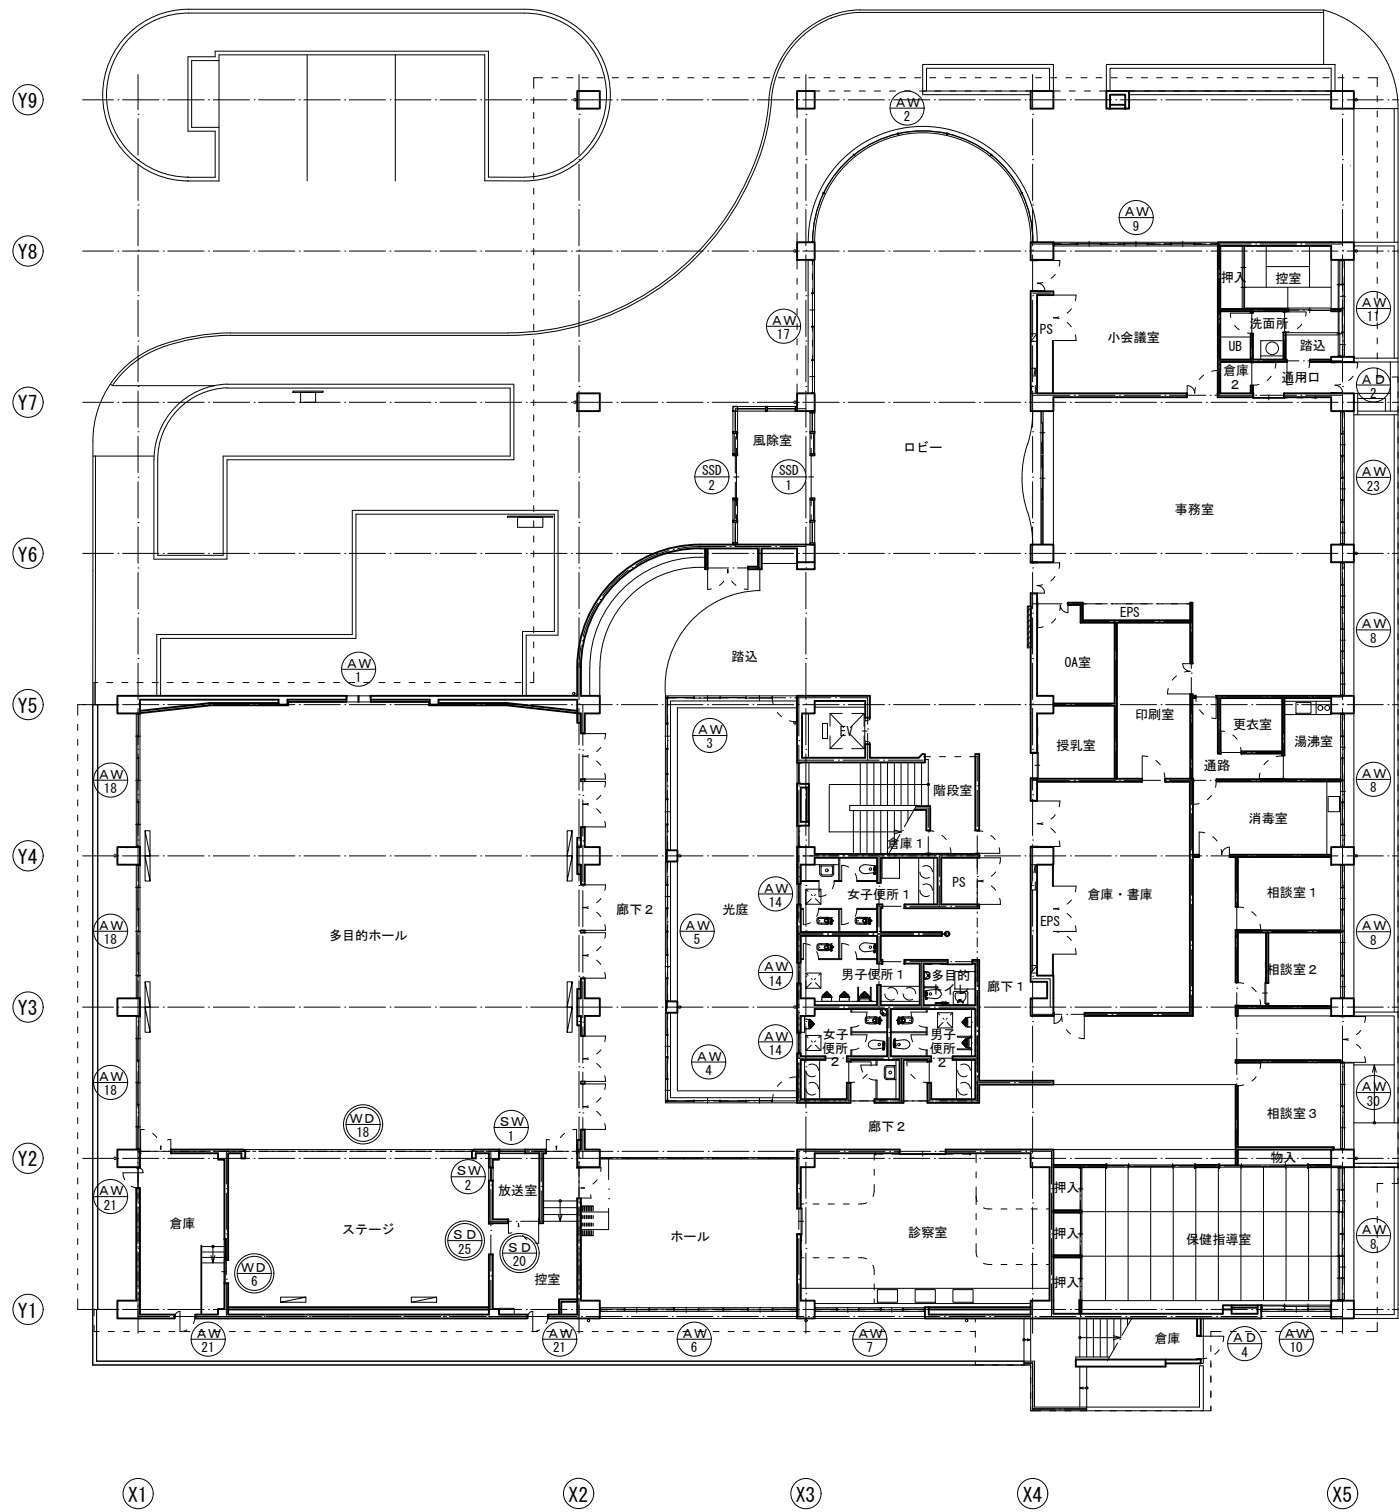 Y9
AW
2
AW
9
Y8
押入
控室
AW
11
AW
17
PS
小会議室
洗面所
UB
踏込
倉庫
2
通用口
AD
2
Y7
風除室
ロビー
SSD
2
SSD
1
AW
23
事務室
Y6
EPS
OA室
AW
8
踏込
AW
1
Y5
AW
3
EV
印刷室
更衣室
湯沸室
授乳室
通路
AW
18
階段室
AW
8
消毒室
倉庫1
Y4
女子便所1
PS
AW
14
倉庫・書庫
相談室1
廊下2
光庭
EPS
AW
18
多目的ホール
AW
5
AW
8
男子便所1
多目的
トイレ
AW
14
相談室2
廊下1
Y3
女子
便所
2
男子
便所
2
AW
14
AW
4
AW
18
AW
30
相談室3
WD
18
SW
1
廊下2
Y2
物入
SW
2
放送室
押入
AW
21
倉庫
ステージ
SD
25
SD
20
ホール
診察室
押入
保健指導室
AW
8
WD
6
控室
押入
Y1
AW
21
AW
21
AW
6
AW
7
倉庫
AD
4
AW
10
X1
X2
X3
X4
X5